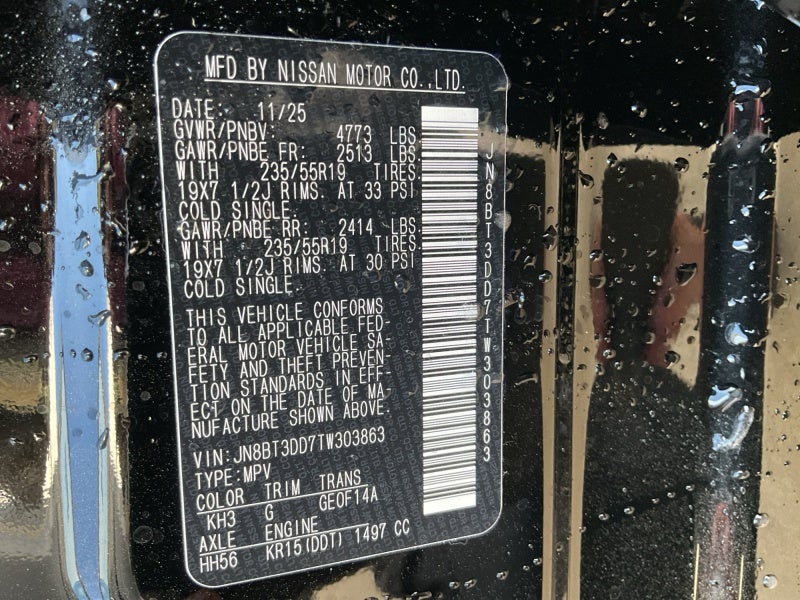 MFD BY NISSAN MOTOR CO.,LTD.
DATE: 11/25
GVWR/PNBV: 4773 LBS
GAWR/PNBE FR: 2513 LBS
WITH 235/55R19 TIRES
19X7 1/2J RIMS. AT 33 PSI
COLD SINGLE.
GAWR/PNBE RR: 2414 LBS
WITH 235/55R19 TIRES
19X7 1/2J RIMS. AT 30 PSI
COLD SINGLE.
THIS VEHICLE CONFORMS
TO ALL APPLICABLE FED-
ERAL MOTOR VEHICLE SA-
FETY AND THEFT PREVEN-
TION STANDARDS IN EFF-
ECT ON THE DATE OF MA-
NUFACTURE SHOWN ABOVE.
VIN:JN8BT3DD7TW303863
TYPE:MPV
COLOR TRIM TRANS
KH3 G GE0F14A
AXLE ENGINE
HH56 KR15(DDT) 1497 CC
JN8BT3DD7TW303863